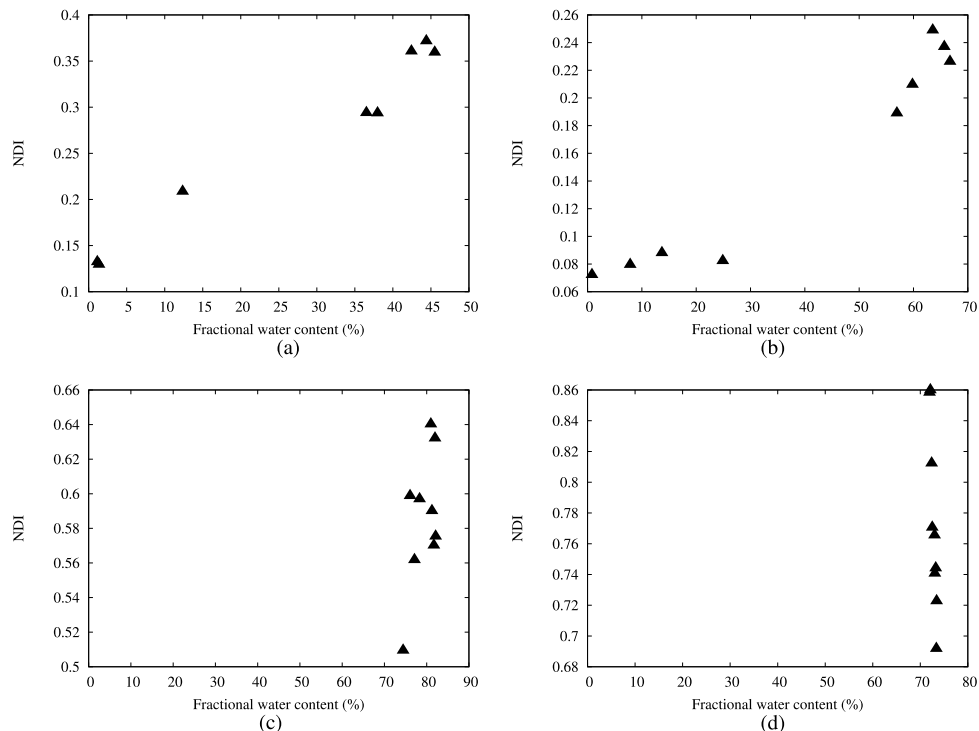 0.4
0.35
0.3
0.25
0.2
0.15
0.1
NDI
0 5 10 15 20 25 30 35 40 45 50
Fractional water content (%)
(a)
0.26
0.24
0.22
0.2
0.18
0.16
0.14
0.12
0.1
0.08
0.06
NDI
0 10 20 30 40 50 60 70
Fractional water content (%)
(b)
0.66
0.64
0.62
0.6
0.58
0.56
0.54
0.52
0.5
NDI
0 10 20 30 40 50 60 70 80 90
Fractional water content (%)
(c)
0.86
0.84
0.82
0.8
0.78
0.76
0.74
0.72
0.7
0.68
NDI
0 10 20 30 40 50 60 70 80
Fractional water content (%)
(d)